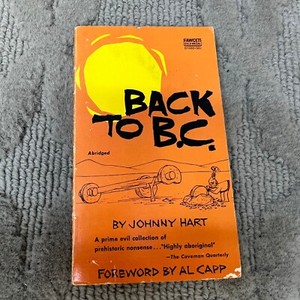 FAWCETT
BACK
TO B.C.
Abridged
BY JOHNNY HART
A prime evil collection of
prehistoric nonsense... "Highly aboriginal"
—The Caveman Quarterly
FOREWORD BY AL CAPP